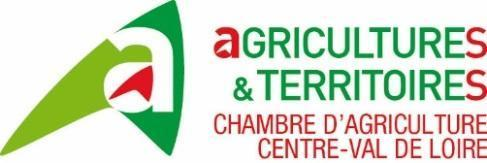 aGRICULTURES
& TERRITOIRES
CHAMBRE D'AGRICULTURE
CENTRE-VAL DE LOIRE